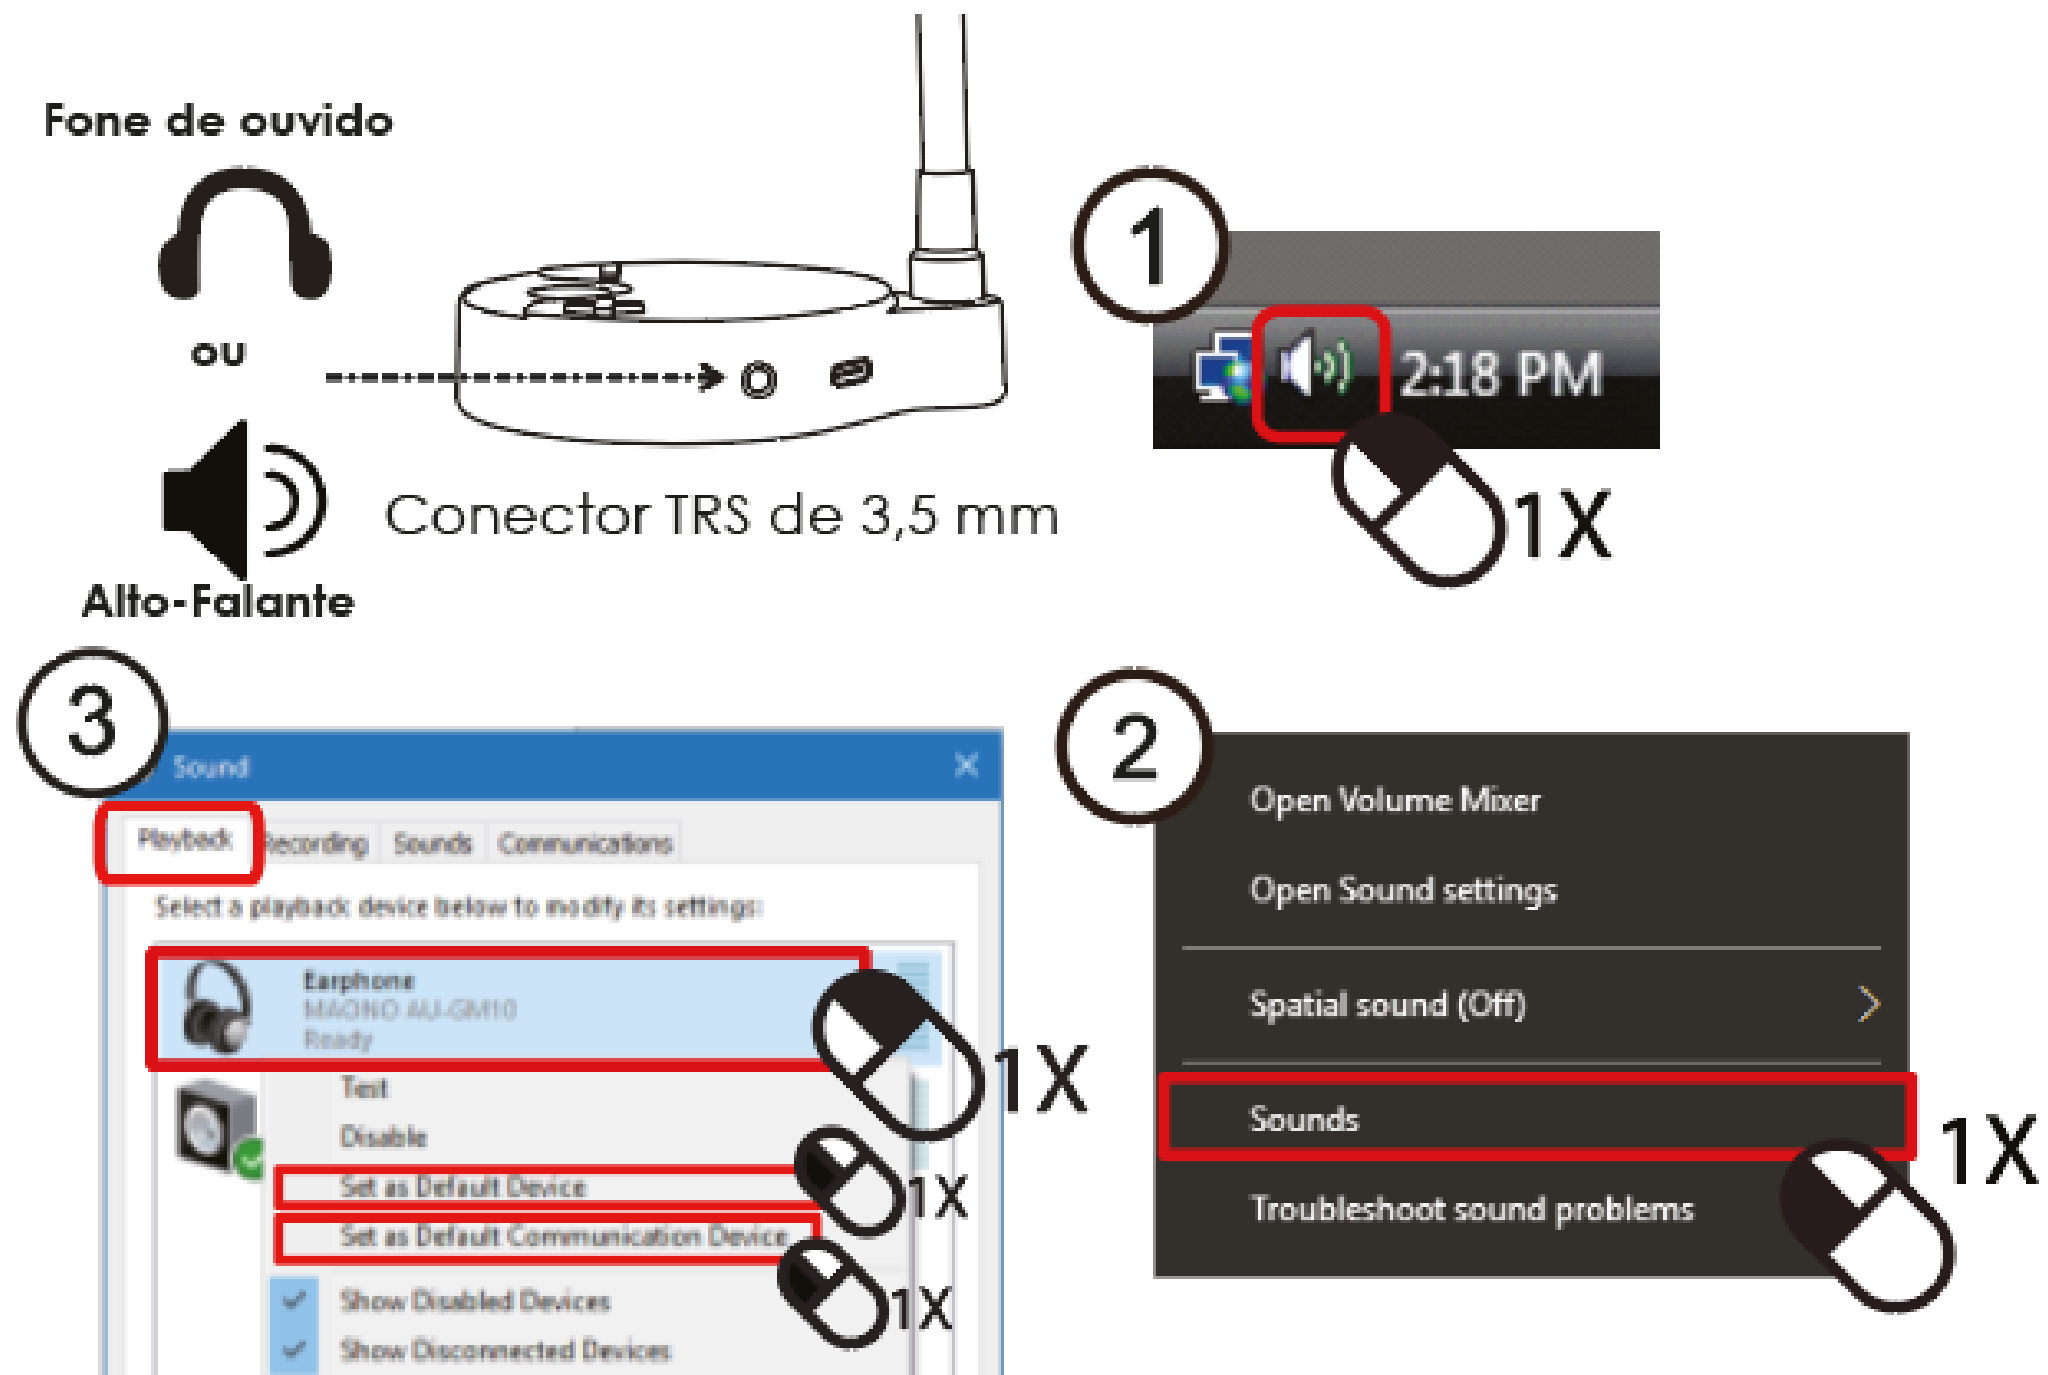 Fone de ouvido
ou
Alto-Falante
Conector TRS de 3,5 mm
1
2:18 PM
1X
2
Open Volume Mixer
Open Sound settings
Spatial sound (Off)
Sounds
1X
Troubleshoot sound problems
3
Sound
Playback
Recording Sounds Communications
Select a playback device below to modify its settings:
Earphone
MAONO AU-GM10
Ready
1X
Test
Disable
Set as Default Device
1X
Set as Default Communication Device
1X
Show Disabled Devices
Show Disconnected Devices